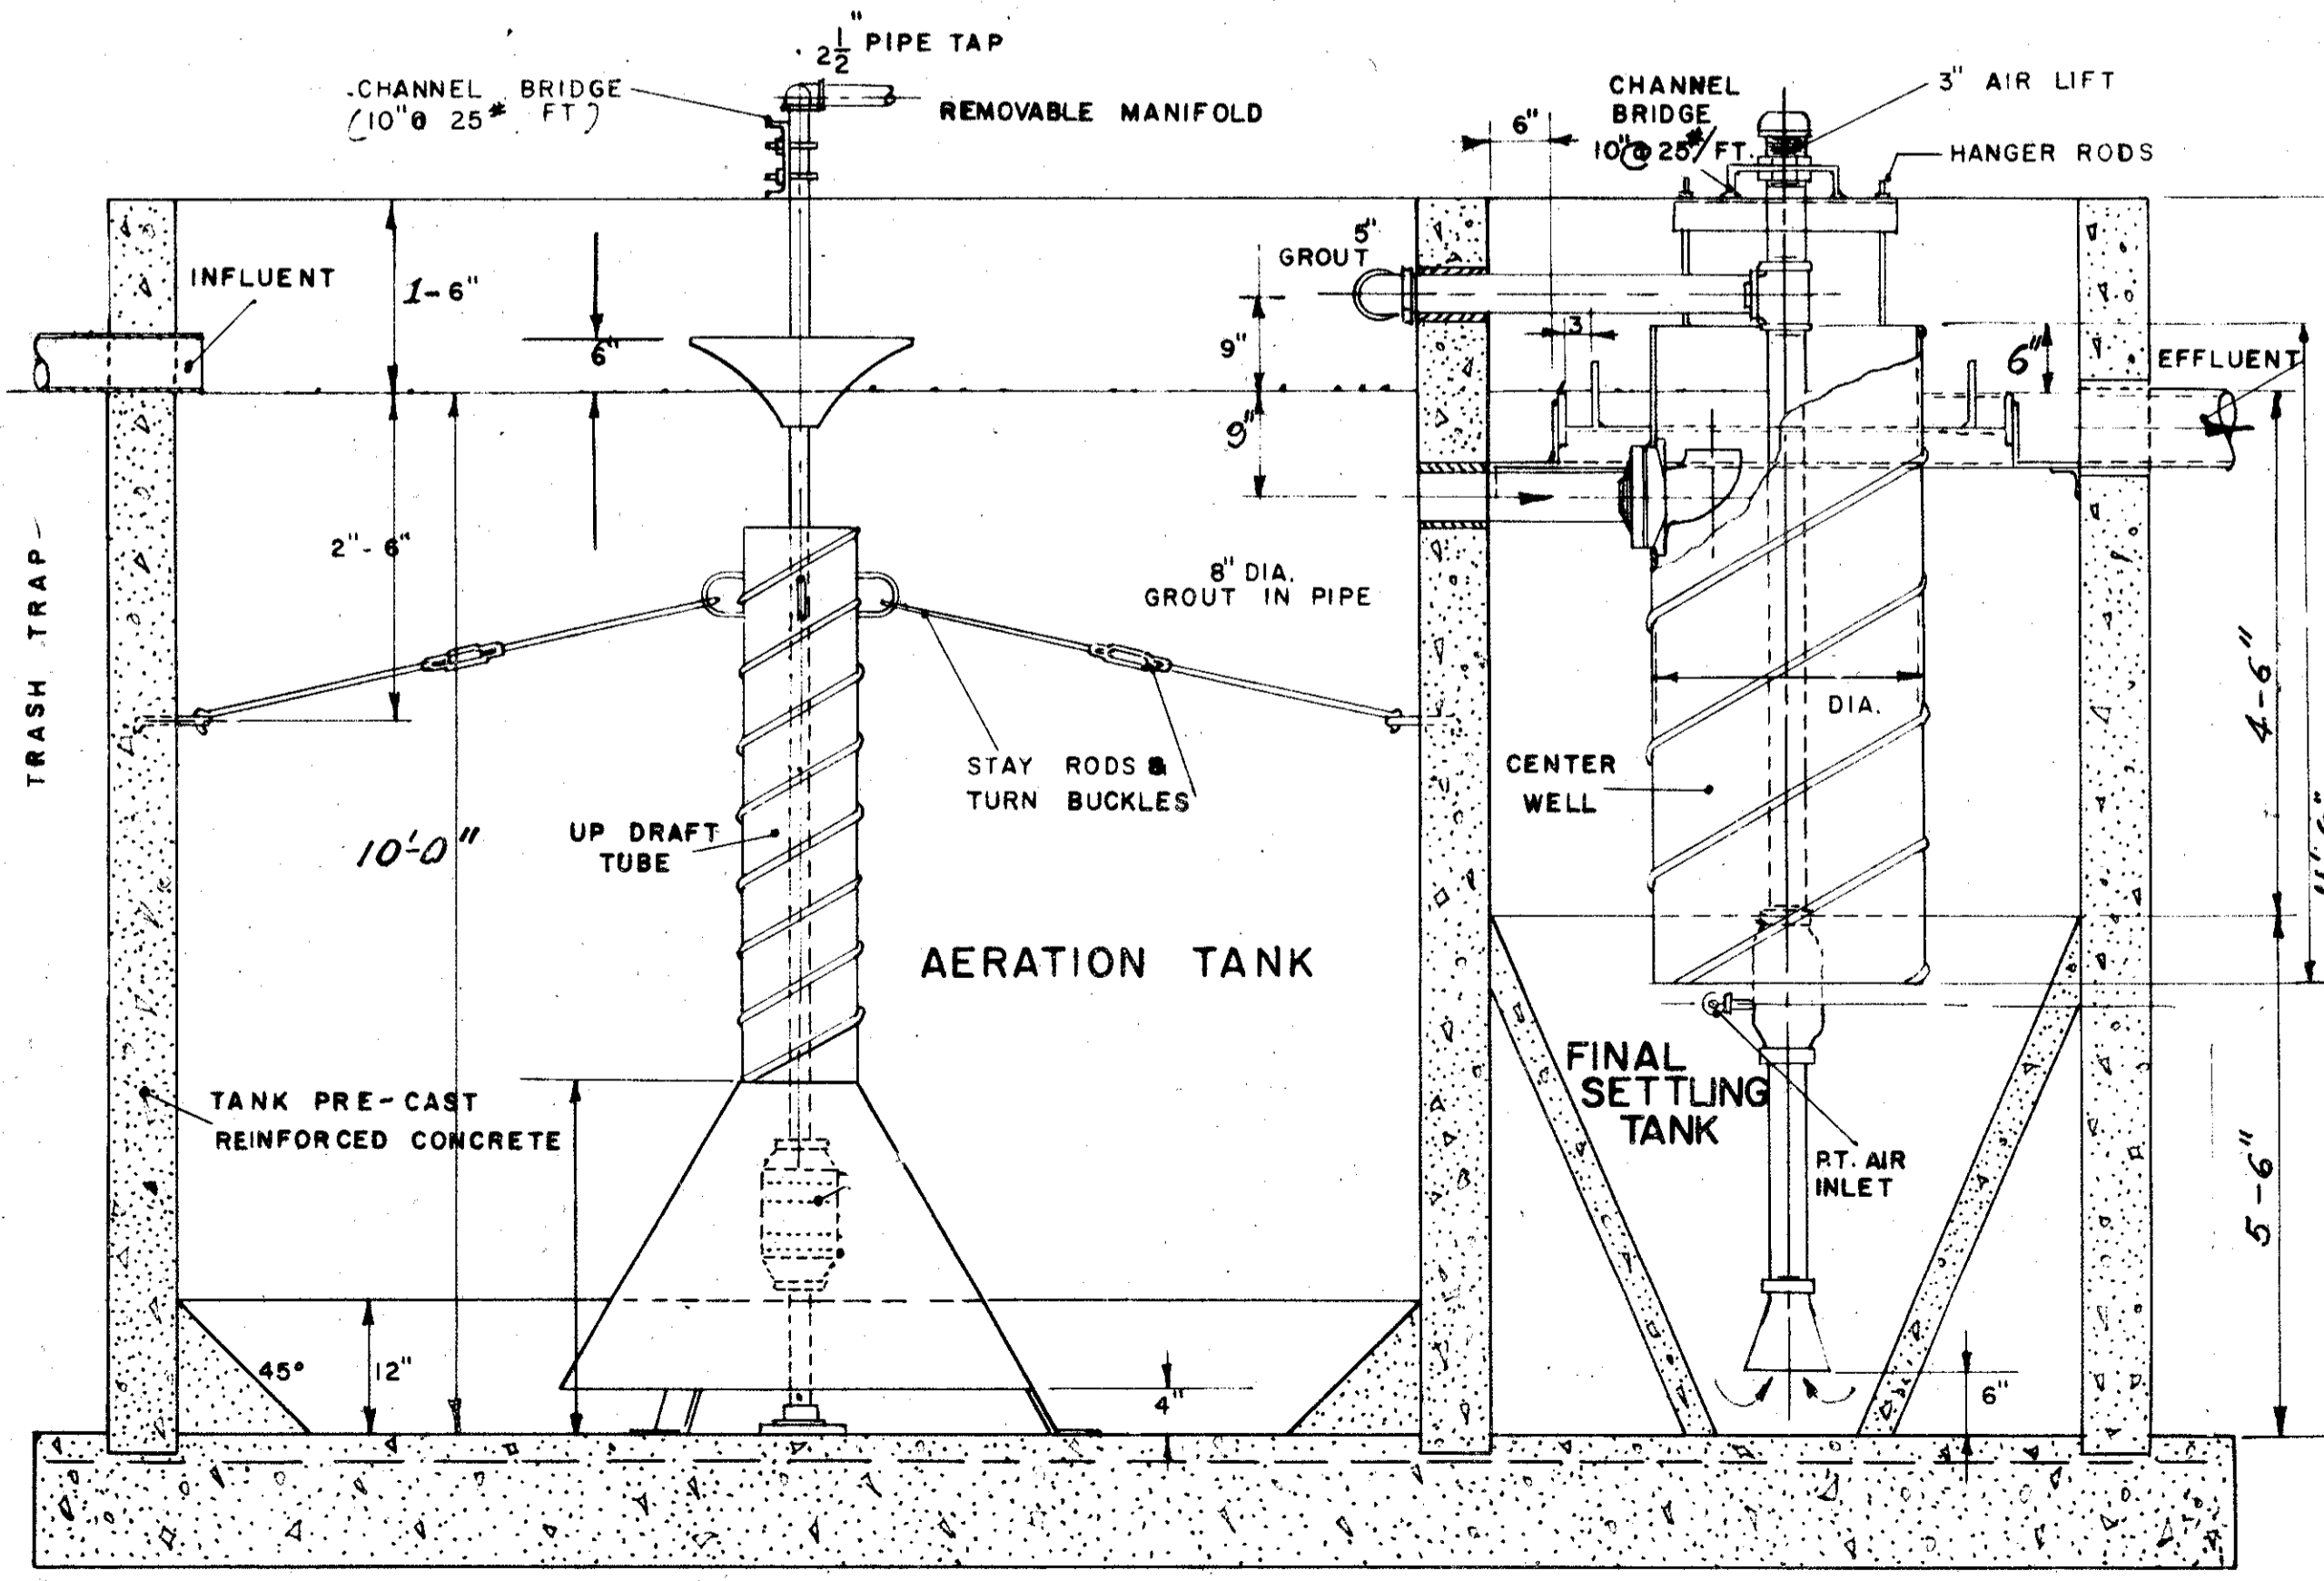 2 1/2" PIPE TAP
CHANNEL BRIDGE
(10"@ 25# FT)
REMOVABLE MANIFOLD
CHANNEL
BRIDGE
10"@ 25#/FT.
3" AIR LIFT
6"
HANGER RODS
INFLUENT
1-6"
6"
5"
GROUT
9"
3
6"
EFFLUENT
9"
2"-6"
TRASH TRAP
8" DIA.
GROUT IN PIPE
STAY RODS &
TURN BUCKLES
DIA.
4-6"
CENTER
WELL
UP DRAFT
TUBE
10'-0"
AERATION TANK
FINAL
SETTLING
TANK
TANK PRE-CAST
REINFORCED CONCRETE
P.T. AIR
INLET
5-6"
45°
12"
4"
6"